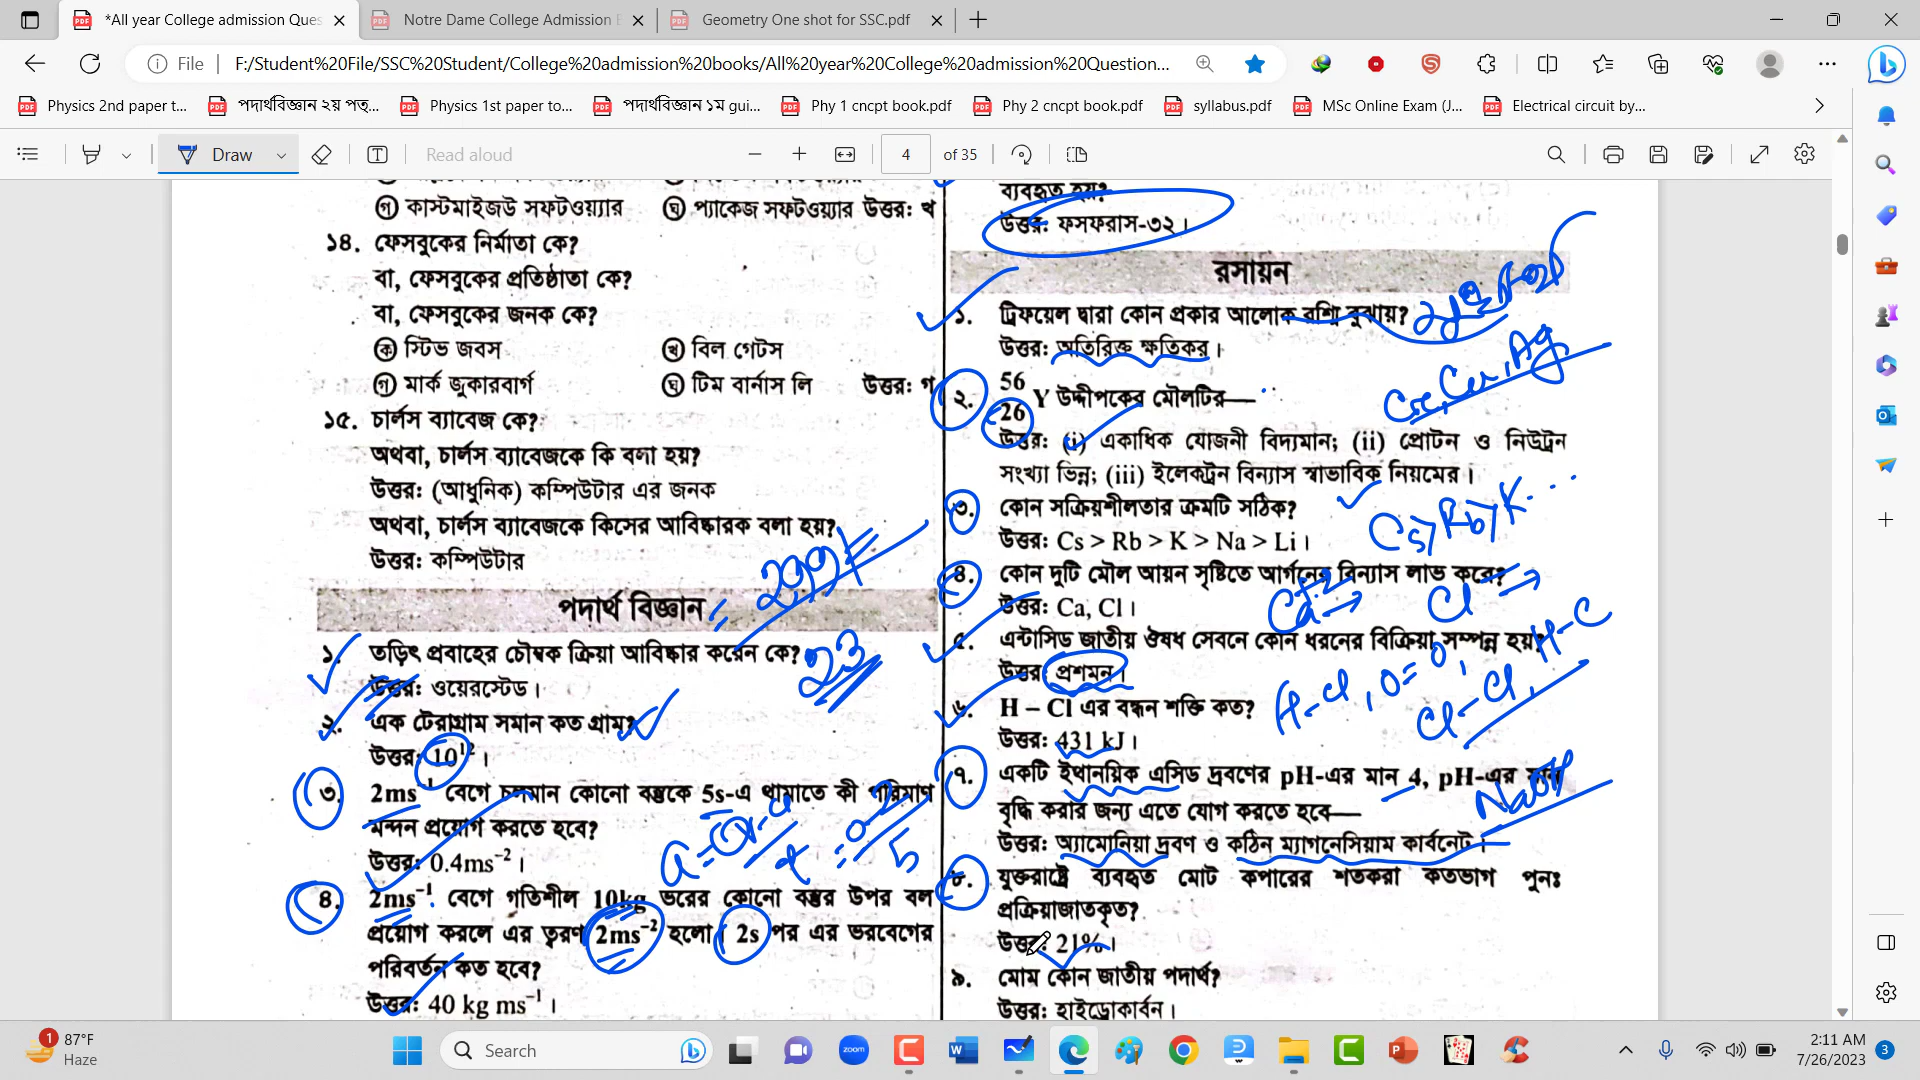 *All year College admission Ques
Notre Dame College Admission E
Geometry One shot for SSC.pdf
File
F:/Student%20File/SSC%20Student/College%20admission%20books/All%20year%20College%20admission%20Question...
Physics 2nd paper t...
পদার্থবিজ্ঞান ২য় পত্...
Physics 1st paper to...
পদার্থবিজ্ঞান ১ম gui...
Phy 1 cncpt book.pdf
Phy 2 cncpt book.pdf
syllabus.pdf
MSc Online Exam (J...
Electrical circuit by...
Draw
Read aloud
4
of 35
গ কাস্টমাইজউ সফটওয়্যার ঘ প্যাকেজ সফটওয়্যার উত্তর: খ
১৪. ফেসবুকের নির্মাতা কে?
বা, ফেসবুকের প্রতিষ্ঠাতা কে?
বা, ফেসবুকের জনক কে?
ক স্টিভ জবস খ বিল গেটস
গ মার্ক জুকারবার্গ ঘ টিম বার্নাস লি উত্তর: গ
১৫. চার্লস ব্যাবেজ কে?
অথবা, চার্লস ব্যাবেজকে কি বলা হয়?
উত্তর: (আধুনিক) কম্পিউটার এর জনক
অথবা, চার্লস ব্যাবেজকে কিসের আবিষ্কারক বলা হয়?
উত্তর: কম্পিউটার
পদার্থ বিজ্ঞান
23
১. তড়িৎ প্রবাহের চৌম্বক ক্রিয়া আবিষ্কার করেন কে?
উত্তর: ওয়েরস্টেড।
২. এক টেরাগ্রাম সমান কত গ্রাম?
উত্তর: 10¹²।
৩. 2ms⁻¹ বেগে চলমান কোনো বস্তুকে 5s-এ থামাতে কী পরিমাণ
মন্দন প্রয়োগ করতে হবে?
উত্তর: 0.4ms⁻²।
৪. 2ms⁻¹ বেগে গতিশীল 10kg ভরের কোনো বস্তুর উপর বল
প্রয়োগ করলে এর ত্বরণ 2ms⁻² হলো। 2s পর এর ভরবেগের
পরিবর্তন কত হবে?
উত্তর: 40 kg ms⁻¹।
ব্যবহৃত হয়?
উত্তর: ফসফরাস-৩২।
রসায়ন
১. ট্রিফয়েল দ্বারা কোন প্রকার আলোক রশ্মি বুঝায়?
উত্তর: অতিরিক্ত ক্ষতিকর।
২. 56
26 Y উদ্দীপকের মৌলটির—
উত্তর: (i) একাধিক যোজনী বিদ্যমান; (ii) প্রোটন ও নিউট্রন
সংখ্যা ভিন্ন; (iii) ইলেকট্রন বিন্যাস স্বাভাবিক নিয়মের।
৩. কোন সক্রিয়শীলতার ক্রমটি সঠিক?
Cs>Rb>K...
উত্তর: Cs > Rb > K > Na > Li।
৪. কোন দুটি মৌল আয়ন সৃষ্টিতে আর্গনের বিন্যাস লাভ করে?
উত্তর: Ca, Cl।
৫. এন্টাসিড জাতীয় ঔষধ সেবনে কোন ধরনের বিক্রিয়া সম্পন্ন হয়?
উত্তর: প্রশমন।
H-Cl, O=O, Cl-Cl, H-C
৬. H – Cl এর বন্ধন শক্তি কত?
উত্তর: 431 kJ।
৭. একটি ইথানয়িক এসিড দ্রবণের pH-এর মান 4, pH-এর মান
NaOH
বৃদ্ধি করার জন্য এতে যোগ করতে হবে—
উত্তর: অ্যামোনিয়া দ্রবণ ও কঠিন ম্যাগনেসিয়াম কার্বনেট।
৮. যুক্তরাষ্ট্রে ব্যবহৃত মোট কপারের শতকরা কতভাগ পুনঃ
প্রক্রিয়াজাতকৃত?
উত্তর: 21%।
৯. মোম কোন জাতীয় পদার্থ?
উত্তর: হাইড্রোকার্বন।
1
87°F
Haze
Search
zoom
2:11 AM
7/26/2023
3